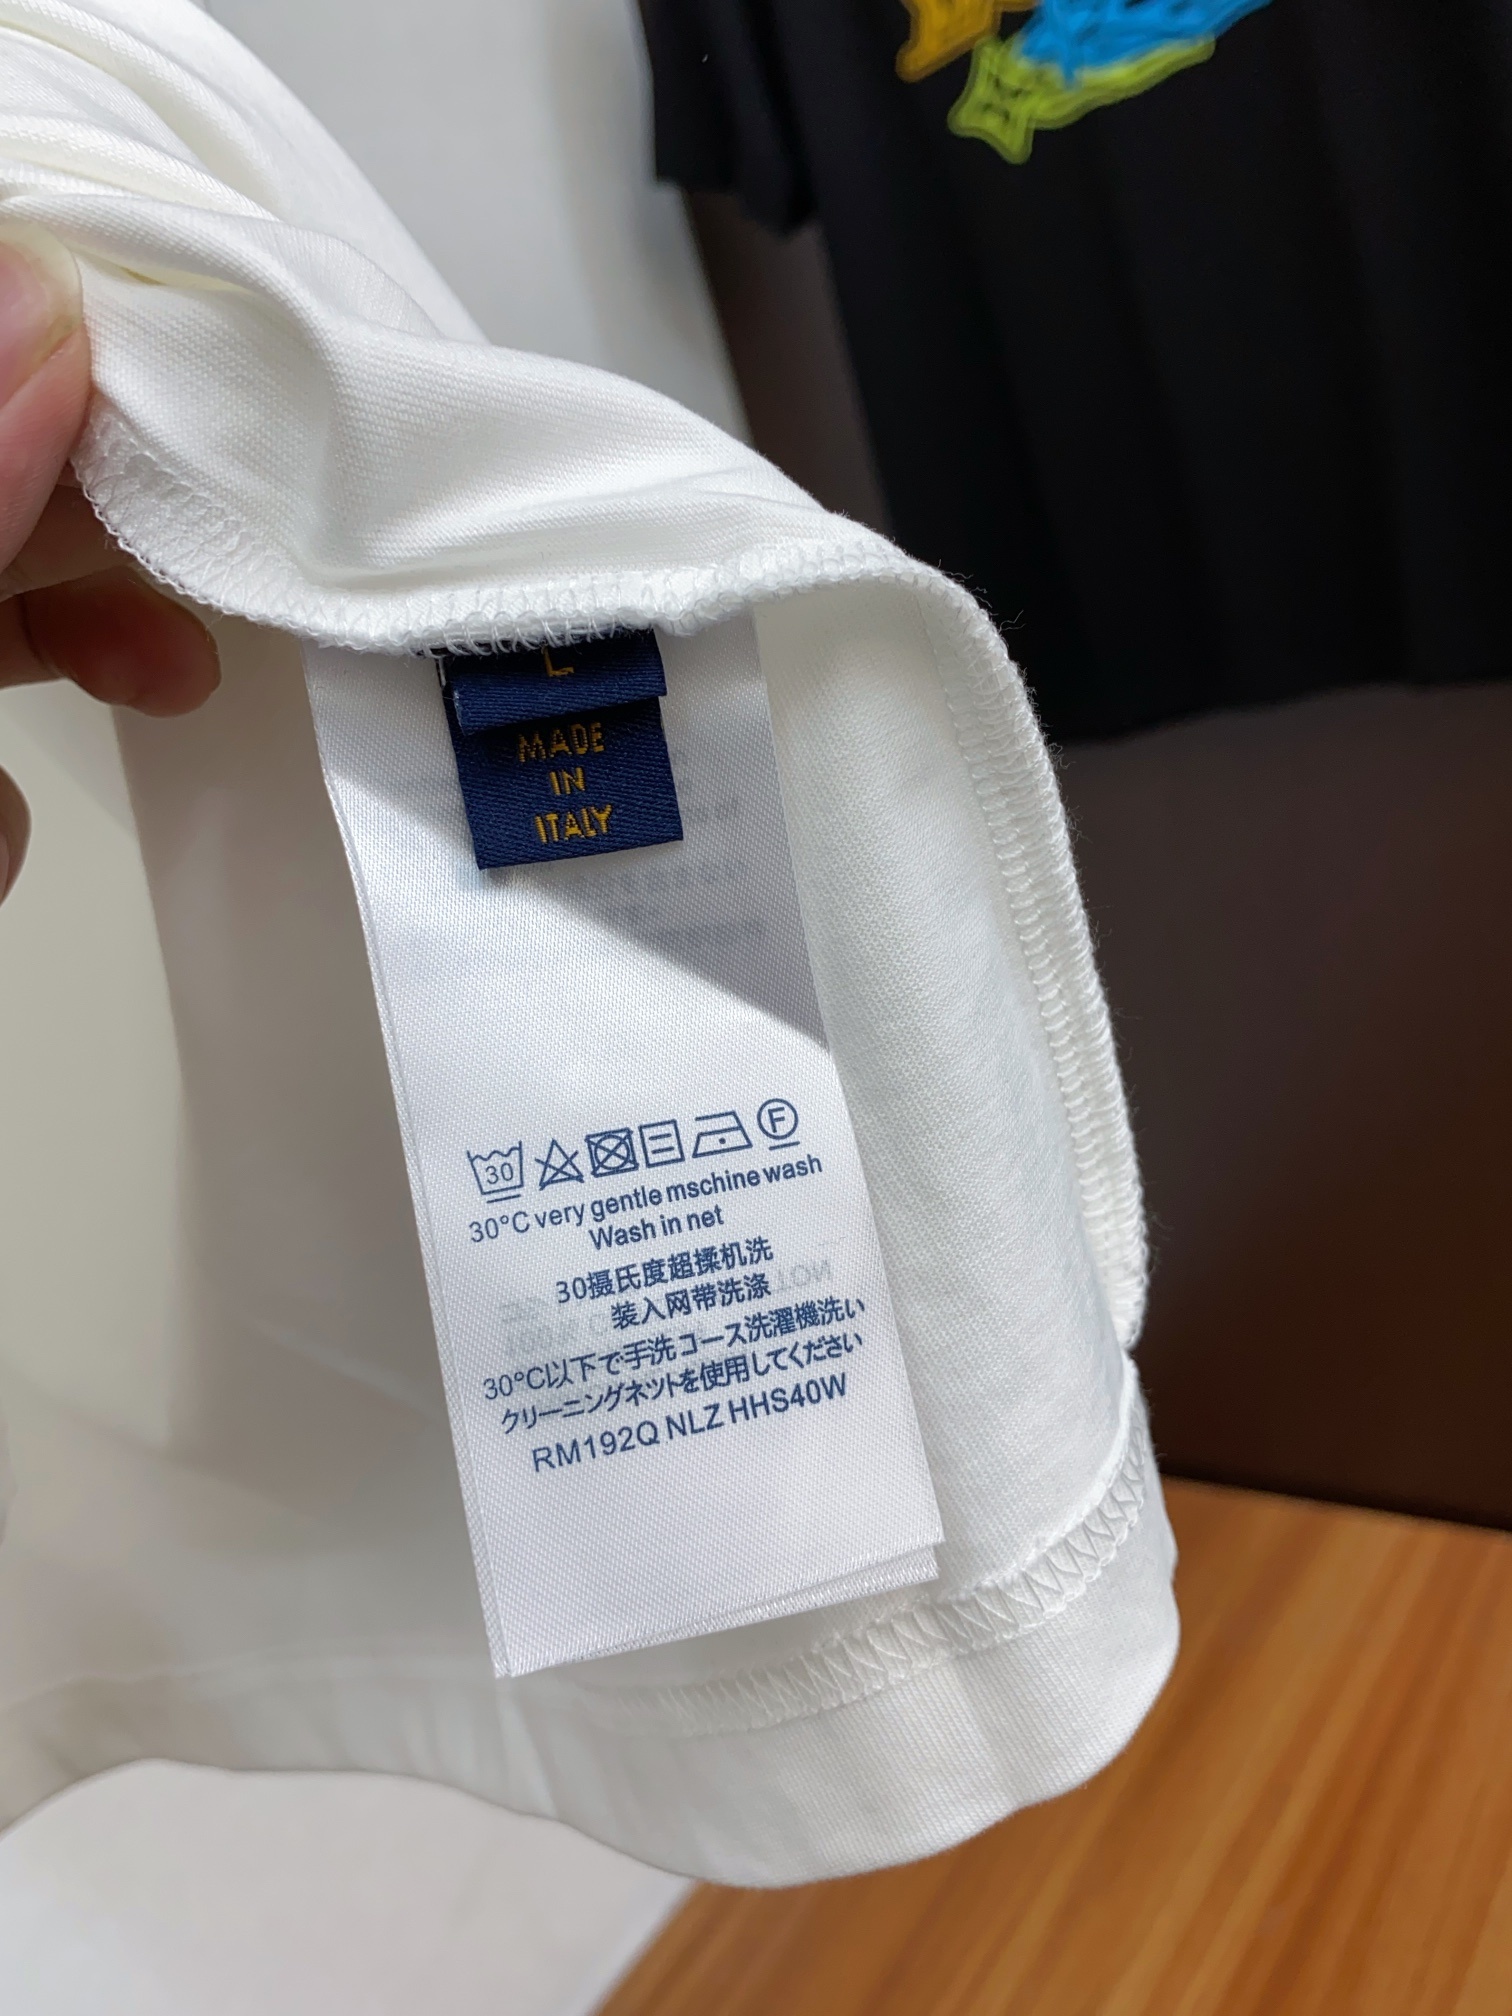 L
MADE
IN
ITALY
30 F
30°C very gentle mschine wash
Wash in net
30摄氏度超揉机洗
装入网带洗涤
30°C以下で手洗コース洗濯機洗い
クリーニングネットを使用してください
RM192Q NLZ HHS40W